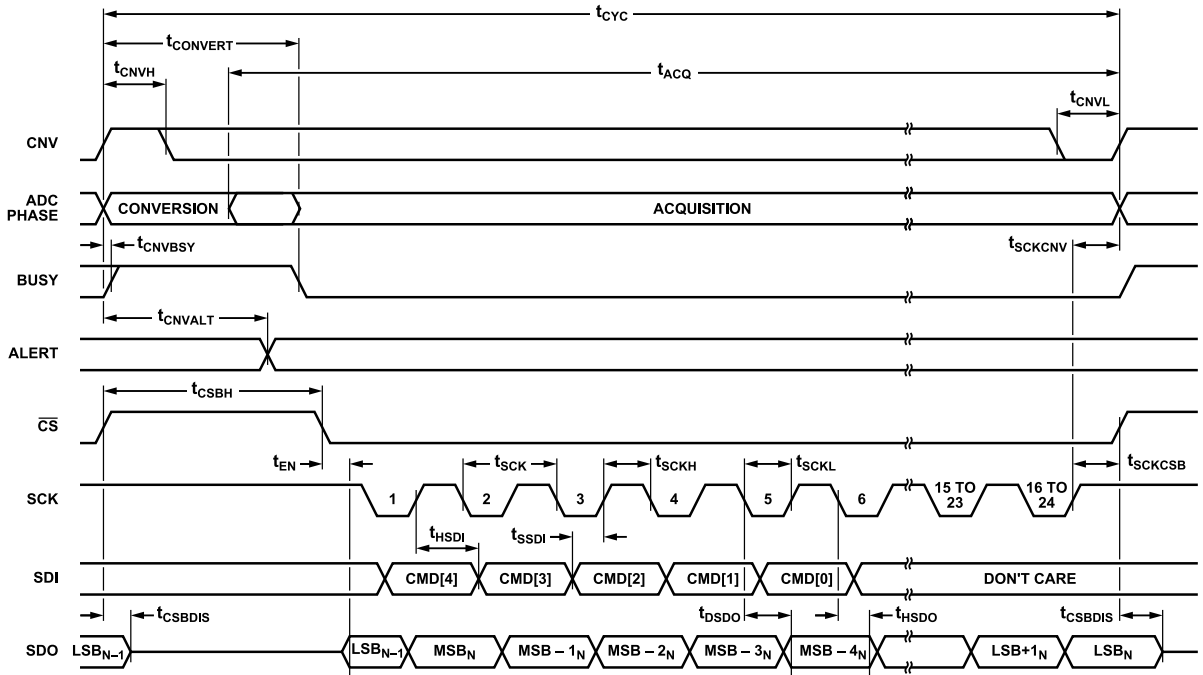 tCYC
tCONVERT
tCNVH
tACQ
tCNVL
CNV
ADC
PHASE
CONVERSION
ACQUISITION
tCNVBSY
tSCKCNV
BUSY
tCNVALT
ALERT
tCSBH
CS
tEN
tSCK
tSCKH
tSCKL
tSCKCSB
SCK
1
2
3
4
5
6
15 TO
23
16 TO
24
tHSDI
tSSDI
SDI
CMD[4]
CMD[3]
CMD[2]
CMD[1]
CMD[0]
DON'T CARE
tCSBDIS
tDSDO
tHSDO
tCSBDIS
SDO
LSBN–1
LSBN–1
MSBN
MSB – 1N
MSB – 2N
MSB – 3N
MSB – 4N
LSB+1N
LSBN